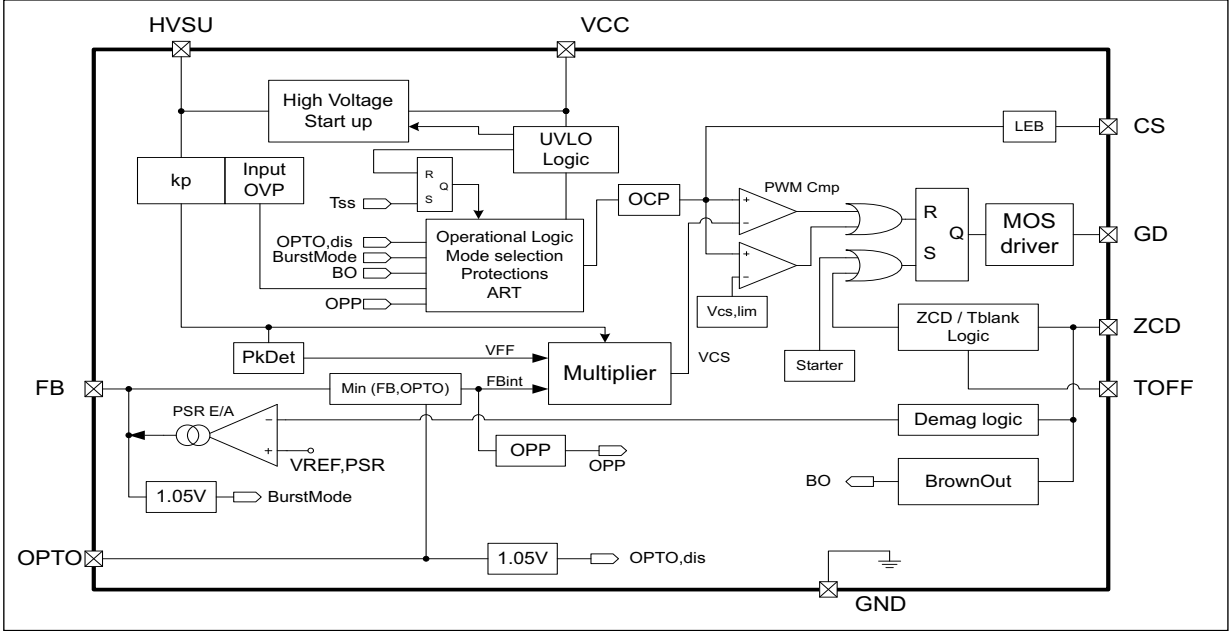 HVSU
VCC
High Voltage
Start up
UVLO
Logic
LEB
CS
kp
Input
OVP
R
S
Q
Tss
OCP
PWM Cmp
+
−
+
−
R
S
Q
MOS
driver
GD
OPTO,dis
BurstMode
BO
OPP
Operational Logic
Mode selection
Protections
ART
Vcs,lim
Starter
ZCD / Tblank
Logic
ZCD
TOFF
PkDet
VFF
Multiplier
VCS
FB
Min (FB,OPTO)
FBint
PSR E/A
−
+
VREF,PSR
OPP
OPP
Demag logic
BO
BrownOut
1.05V
BurstMode
OPTO
1.05V
OPTO,dis
GND